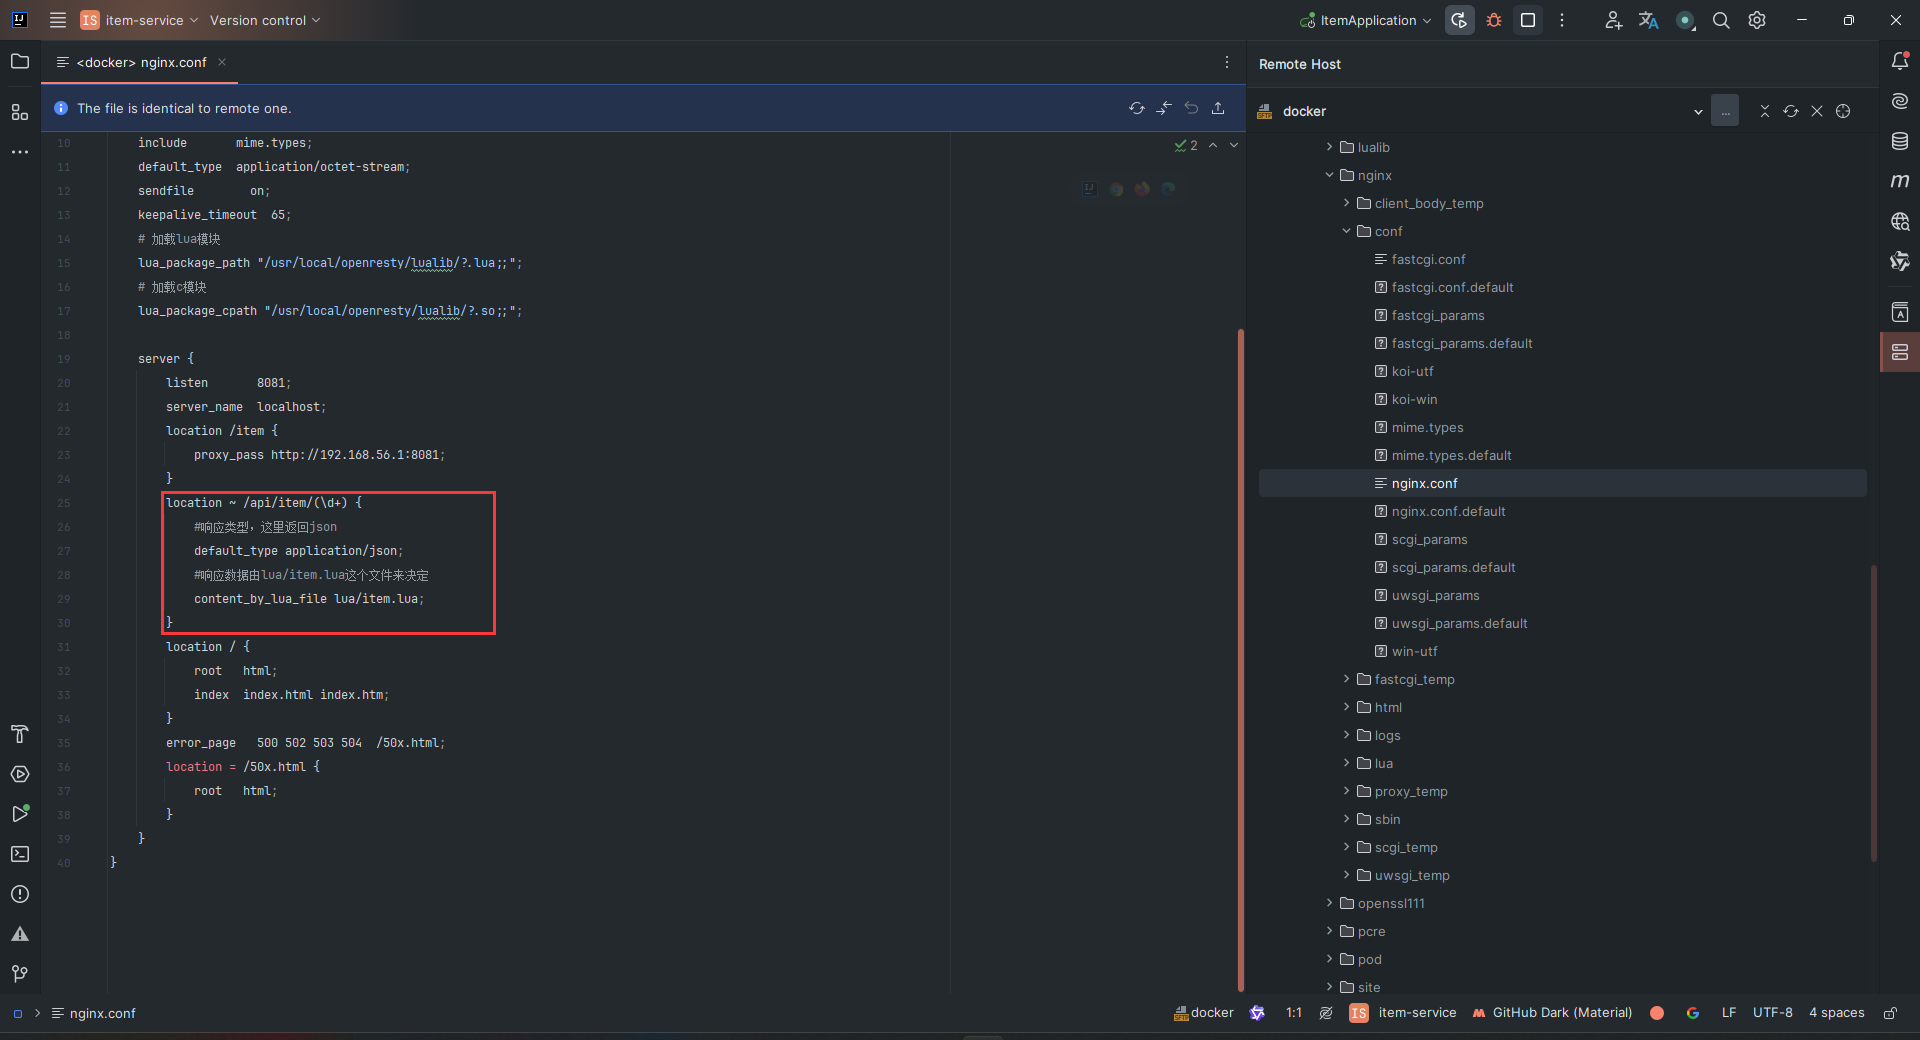 IS item-service Version control ItemApplication
<docker> nginx.conf
The file is identical to remote one.
2
10 include       mime.types;
11 default_type  application/octet-stream;
12 sendfile        on;
13 keepalive_timeout  65;
14 # 加载lua模块
15 lua_package_path "/usr/local/openresty/lualib/?.lua;;";
16 # 加载c模块
17 lua_package_cpath "/usr/local/openresty/lualib/?.so;;";
18
19 server {
20 listen       8081;
21 server_name  localhost;
22 location /item {
23 proxy_pass http://192.168.56.1:8081;
24 }
25 location ~ /api/item/(\d+) {
26 #响应类型，这里返回json
27 default_type application/json;
28 #响应数据由lua/item.lua这个文件来决定
29 content_by_lua_file lua/item.lua;
30 }
31 location / {
32 root   html;
33 index  index.html index.htm;
34 }
35 error_page   500 502 503 504  /50x.html;
36 location = /50x.html {
37 root   html;
38 }
39 }
40 }
Remote Host
docker
lualib
nginx
client_body_temp
conf
fastcgi.conf
fastcgi.conf.default
fastcgi_params
fastcgi_params.default
koi-utf
koi-win
mime.types
mime.types.default
nginx.conf
nginx.conf.default
scgi_params
scgi_params.default
uwsgi_params
uwsgi_params.default
win-utf
fastcgi_temp
html
logs
lua
proxy_temp
sbin
scgi_temp
uwsgi_temp
openssl111
pcre
pod
site
nginx.conf
docker 1:1 IS item-service GitHub Dark (Material) LF UTF-8 4 spaces